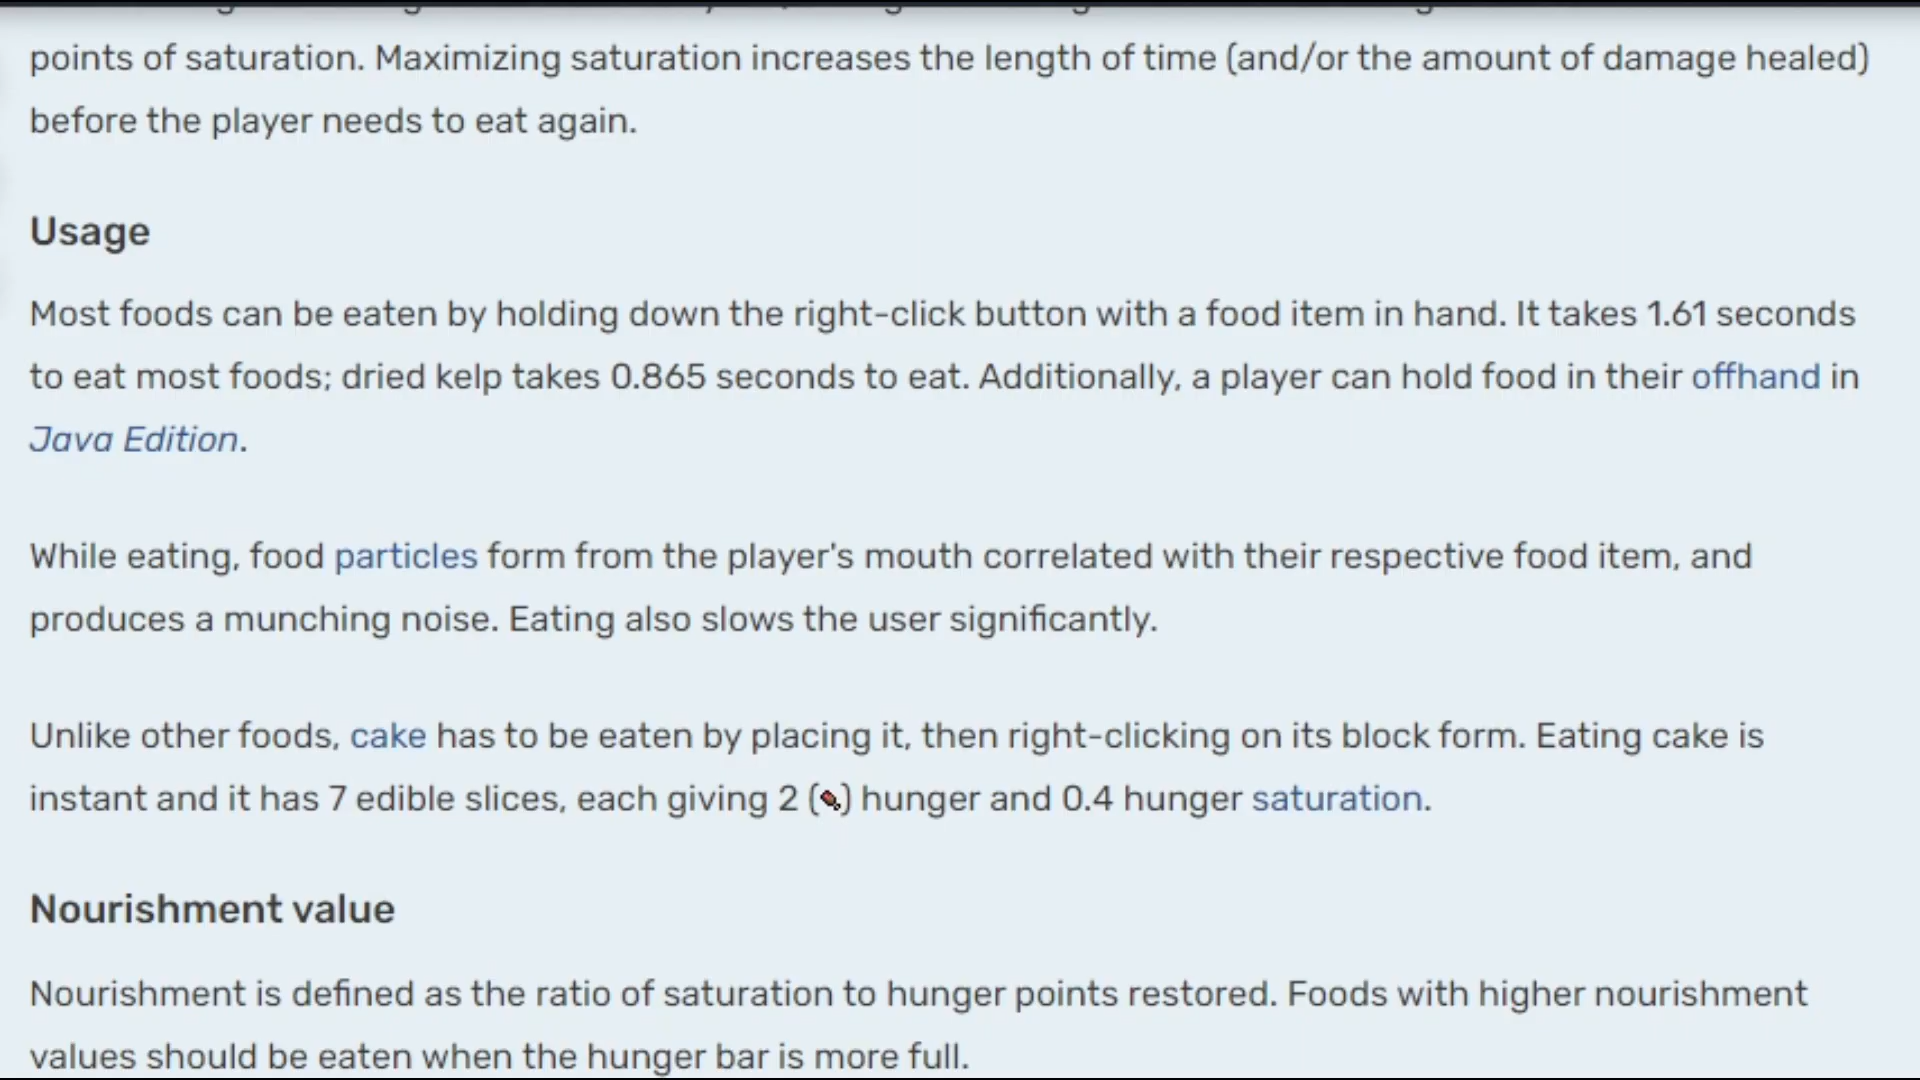 points of saturation. Maximizing saturation increases the length of time (and/or the amount of damage healed)
before the player needs to eat again.
Usage
Most foods can be eaten by holding down the right-click button with a food item in hand. It takes 1.61 seconds
to eat most foods; dried kelp takes 0.865 seconds to eat. Additionally, a player can hold food in their offhand in
Java Edition.
While eating, food particles form from the player's mouth correlated with their respective food item, and
produces a munching noise. Eating also slows the user significantly.
Unlike other foods, cake has to be eaten by placing it, then right-clicking on its block form. Eating cake is
instant and it has 7 edible slices, each giving 2 () hunger and 0.4 hunger saturation.
Nourishment value
Nourishment is defined as the ratio of saturation to hunger points restored. Foods with higher nourishment
values should be eaten when the hunger bar is more full.